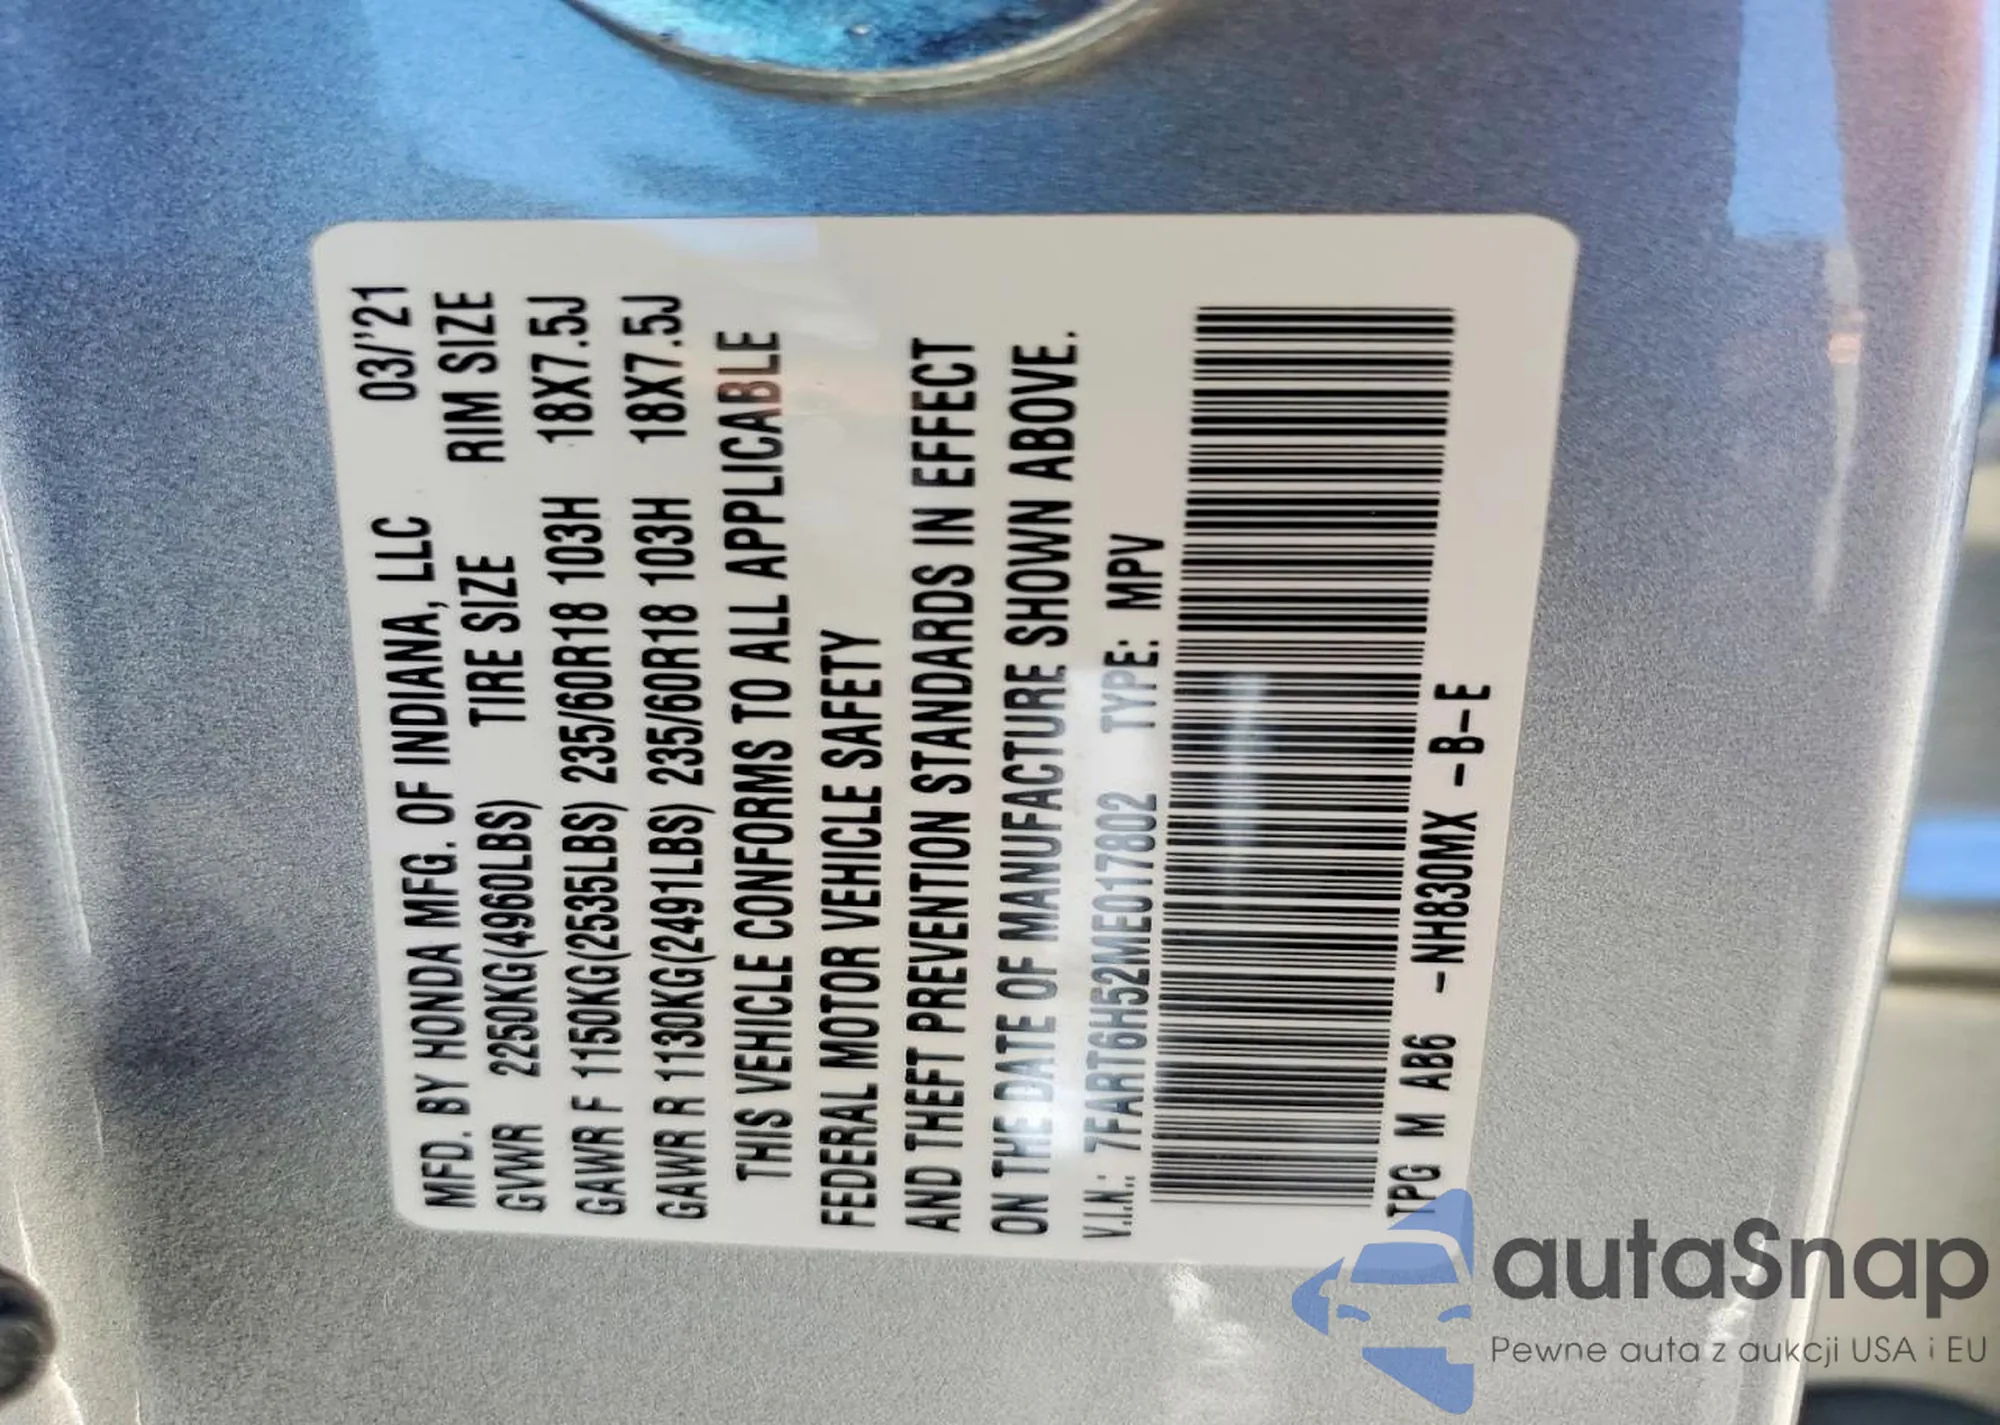 MFD. BY HONDA MFG. OF INDIANA, LLC 03/'21
GVWR 2250KG(4960LBS) TIRE SIZE RIM SIZE
GAWR F 1150KG(2535LBS) 235/60R18 103H 18X7.5J
GAWR R 1130KG(2491LBS) 235/60R18 103H 18X7.5J
THIS VEHICLE CONFORMS TO ALL APPLICABLE
FEDERAL MOTOR VEHICLE SAFETY
AND THEFT PREVENTION STANDARDS IN EFFECT
ON THE DATE OF MANUFACTURE SHOWN ABOVE.
V.I.N.: 7FART6H52ME017802 TYPE: MPV
TPG M AB6 -NH830MX -B-E
autaSnap
Pewne auta z aukcji USA i EU